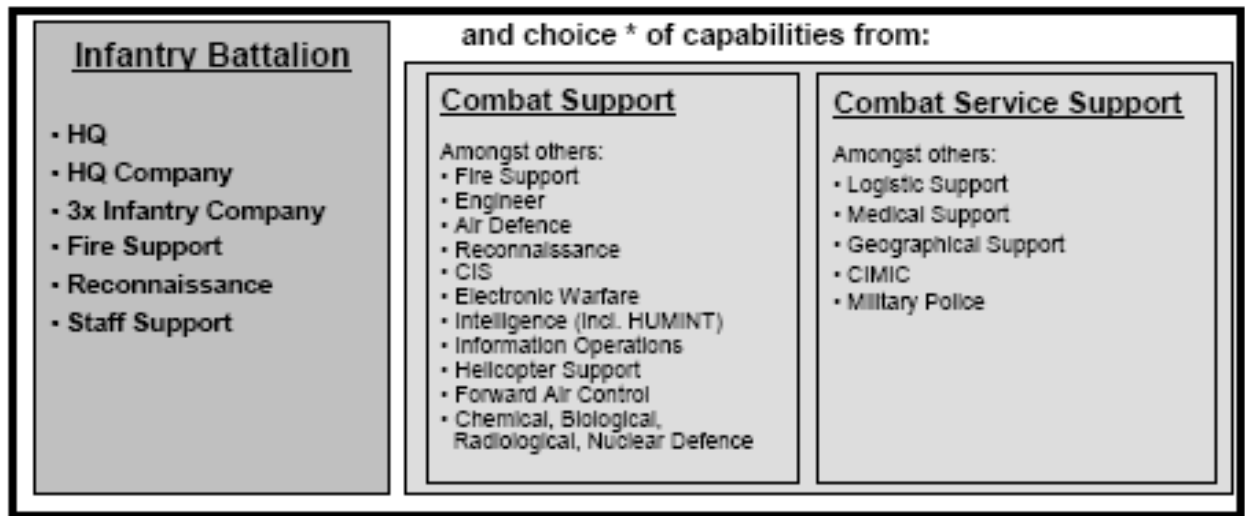 Infantry Battalion
• HQ
• HQ Company
• 3x Infantry Company
• Fire Support
• Reconnaissance
• Staff Support
and choice * of capabilities from:
Combat Support
Amongst others:
• Fire Support
• Engineer
• Air Defence
• Reconnaissance
• CIS
• Electronic Warfare
• Intelligence (Incl. HUMINT)
• Information Operations
• Helicopter Support
• Forward Air Control
• Chemical, Biological,
Radiological, Nuclear Defence
Combat Service Support
Amongst others:
• Logistic Support
• Medical Support
• Geographical Support
• CIMIC
• Military Police